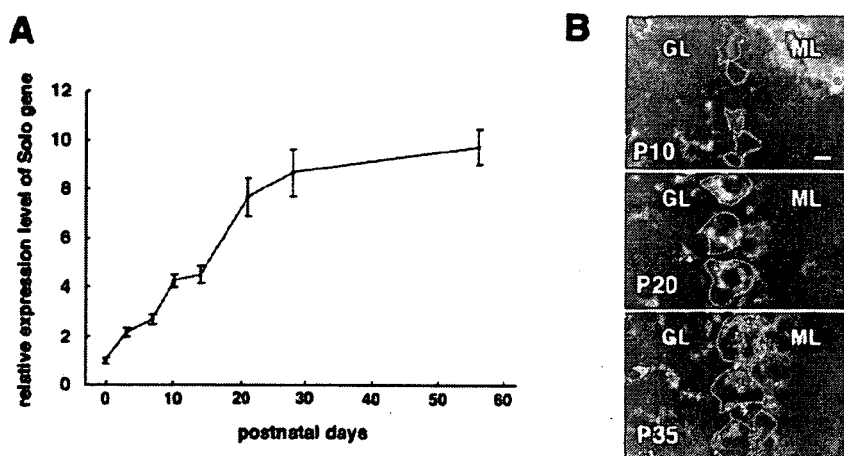 A
relative expression level of Solo gene
12
10
8
6
4
2
0
0 10 20 30 40 50 60
postnatal days
B
GL ML
P10
GL ML
P20
GL ML
P35